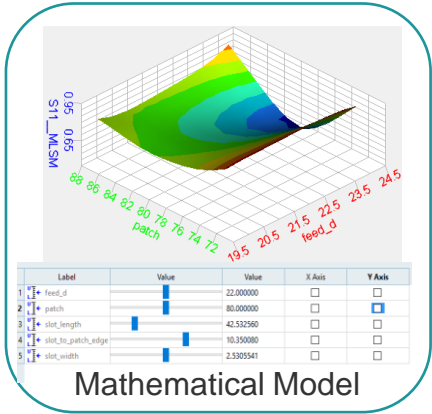 0.95
0.65
S11__MLSM
88 86 84 82 80 78 76 74 72
patch
19.5 20.5 21.5 22.5 23.5 24.5
feed_d
Label Value Value X Axis Y Axis
1 feed_d 22.000000
2 patch 80.000000
3 slot_length 42.532560
4 slot_to_patch_edge 10.350080
5 slot_width 2.5305541
Mathematical Model